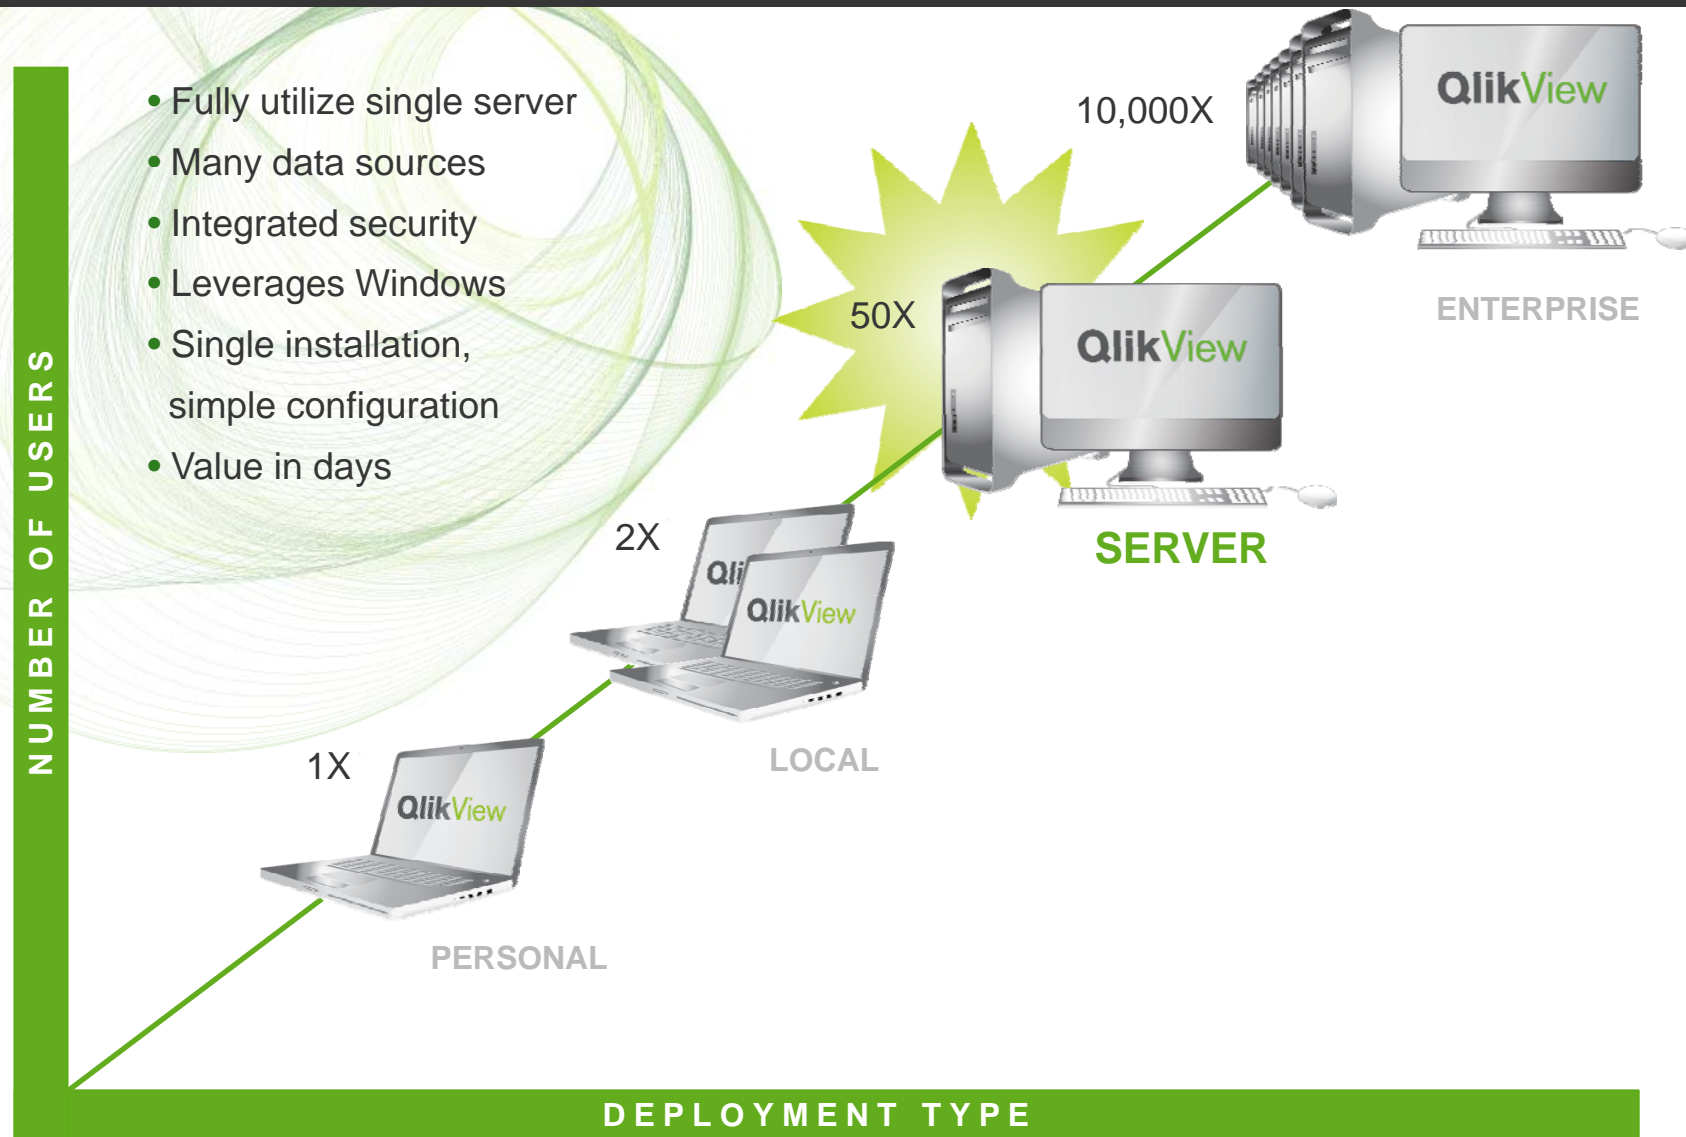 • Fully utilize single server
• Many data sources
• Integrated security
• Leverages Windows
• Single installation,
simple configuration
• Value in days
10,000X
QlikView
ENTERPRISE
50X
QlikView
SERVER
2X
Qli
QlikView
LOCAL
1X
QlikView
PERSONAL
NUMBER OF USERS
DEPLOYMENT TYPE